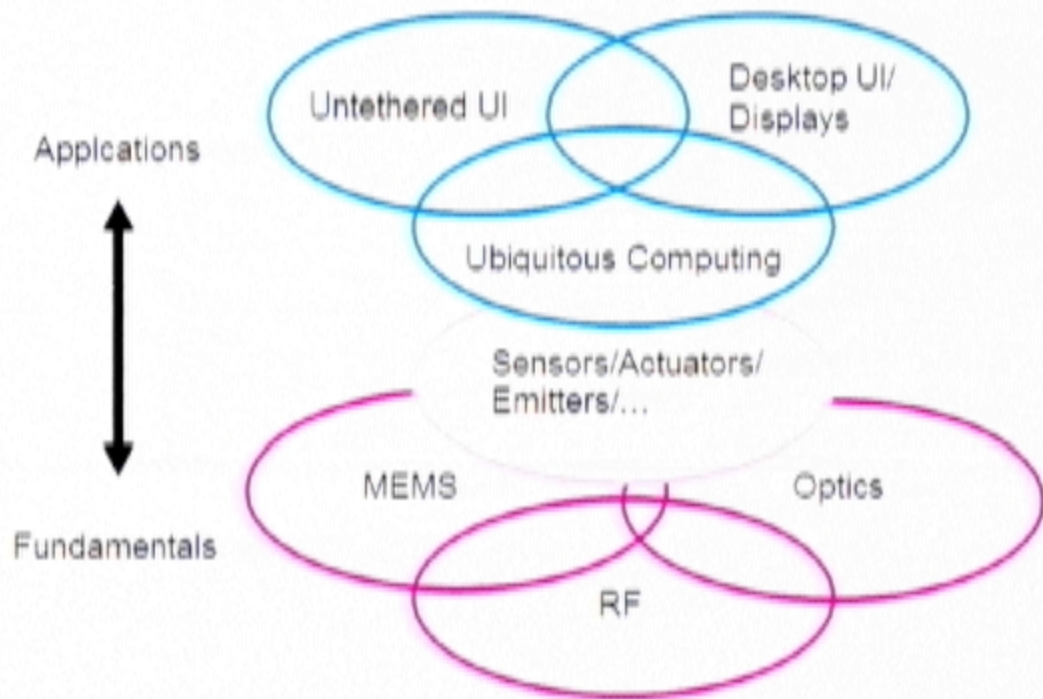 Untethered UI
Desktop UI/
Displays
Applcations
Ubiquitous Computing
Sensors/Actuators/
Emitters/...
MEMS
Optics
Fundamentals
RF